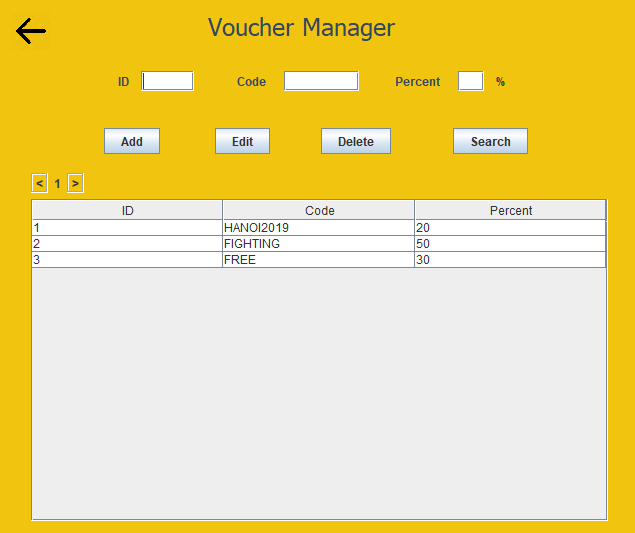 Voucher Manager
ID Code Percent %
Add Edit Delete Search
< 1 >
ID Code Percent
1 HANOI2019 20
2 FIGHTING 50
3 FREE 30